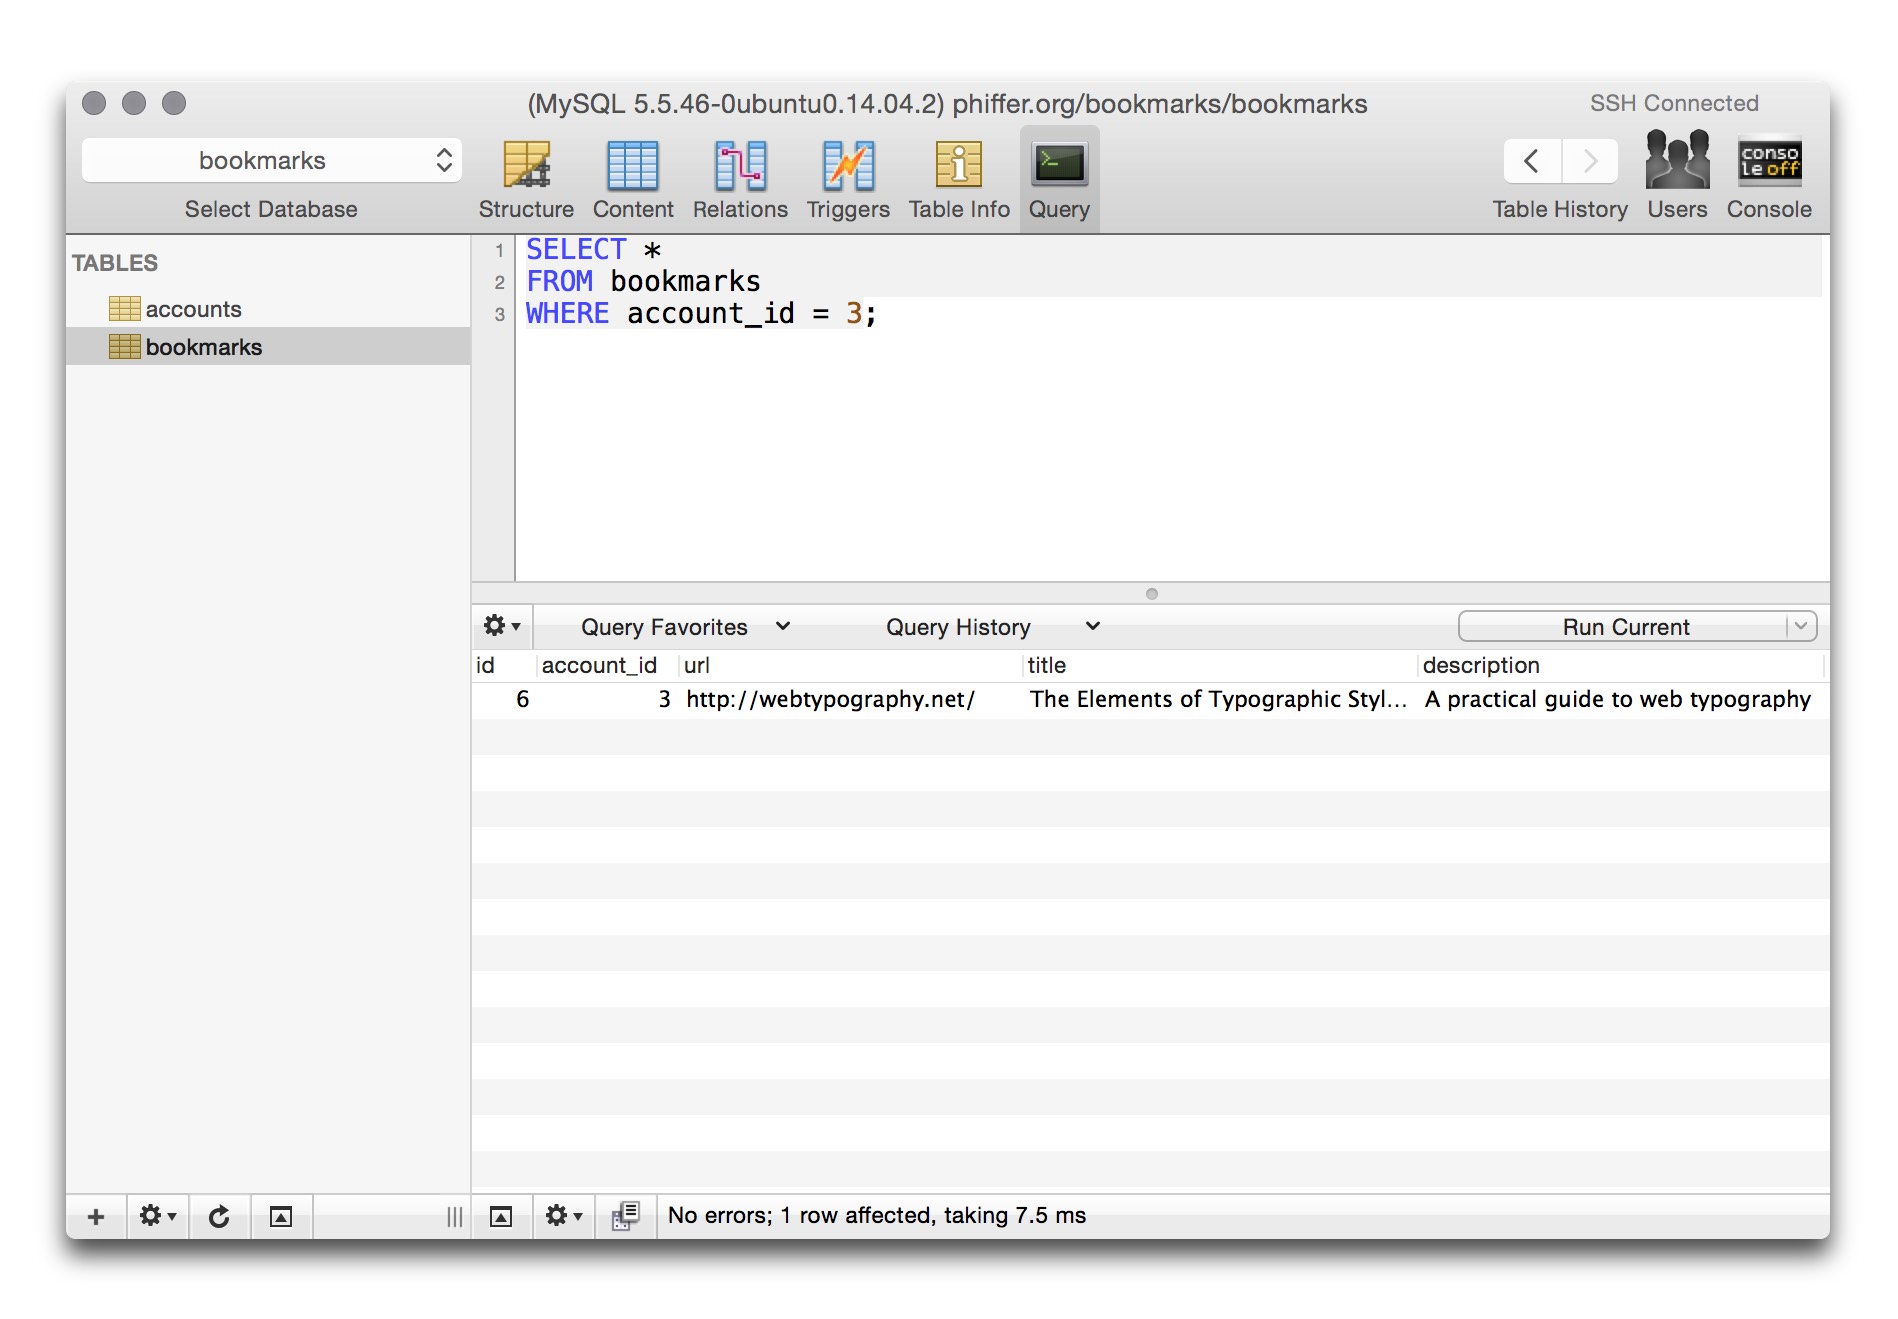 (MySQL 5.5.46-0ubuntu0.14.04.2) phiffer.org/bookmarks/bookmarks
SSH Connected
bookmarks
Select Database
Structure
Content
Relations
Triggers
Table Info
Query
Table History
Users
conso
le off
Console
TABLES
accounts
bookmarks
1 SELECT *
2 FROM bookmarks
3 WHERE account_id = 3;
Query Favorites
Query History
Run Current
id account_id url title description
6 3 http://webtypography.net/ The Elements of Typographic Styl... A practical guide to web typography
No errors; 1 row affected, taking 7.5 ms